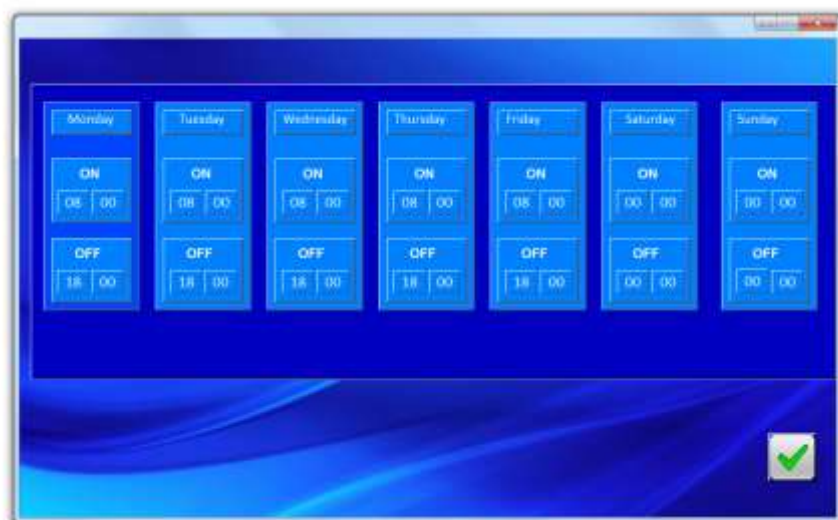 Monday Tuesday Wednesday Thursday Friday Saturday Sunday
ON ON ON ON ON ON ON
08 00 08 00 08 00 08 00 08 00 00 00 00 00
OFF OFF OFF OFF OFF OFF OFF
18 00 18 00 18 00 18 00 18 00 00 00 00 00